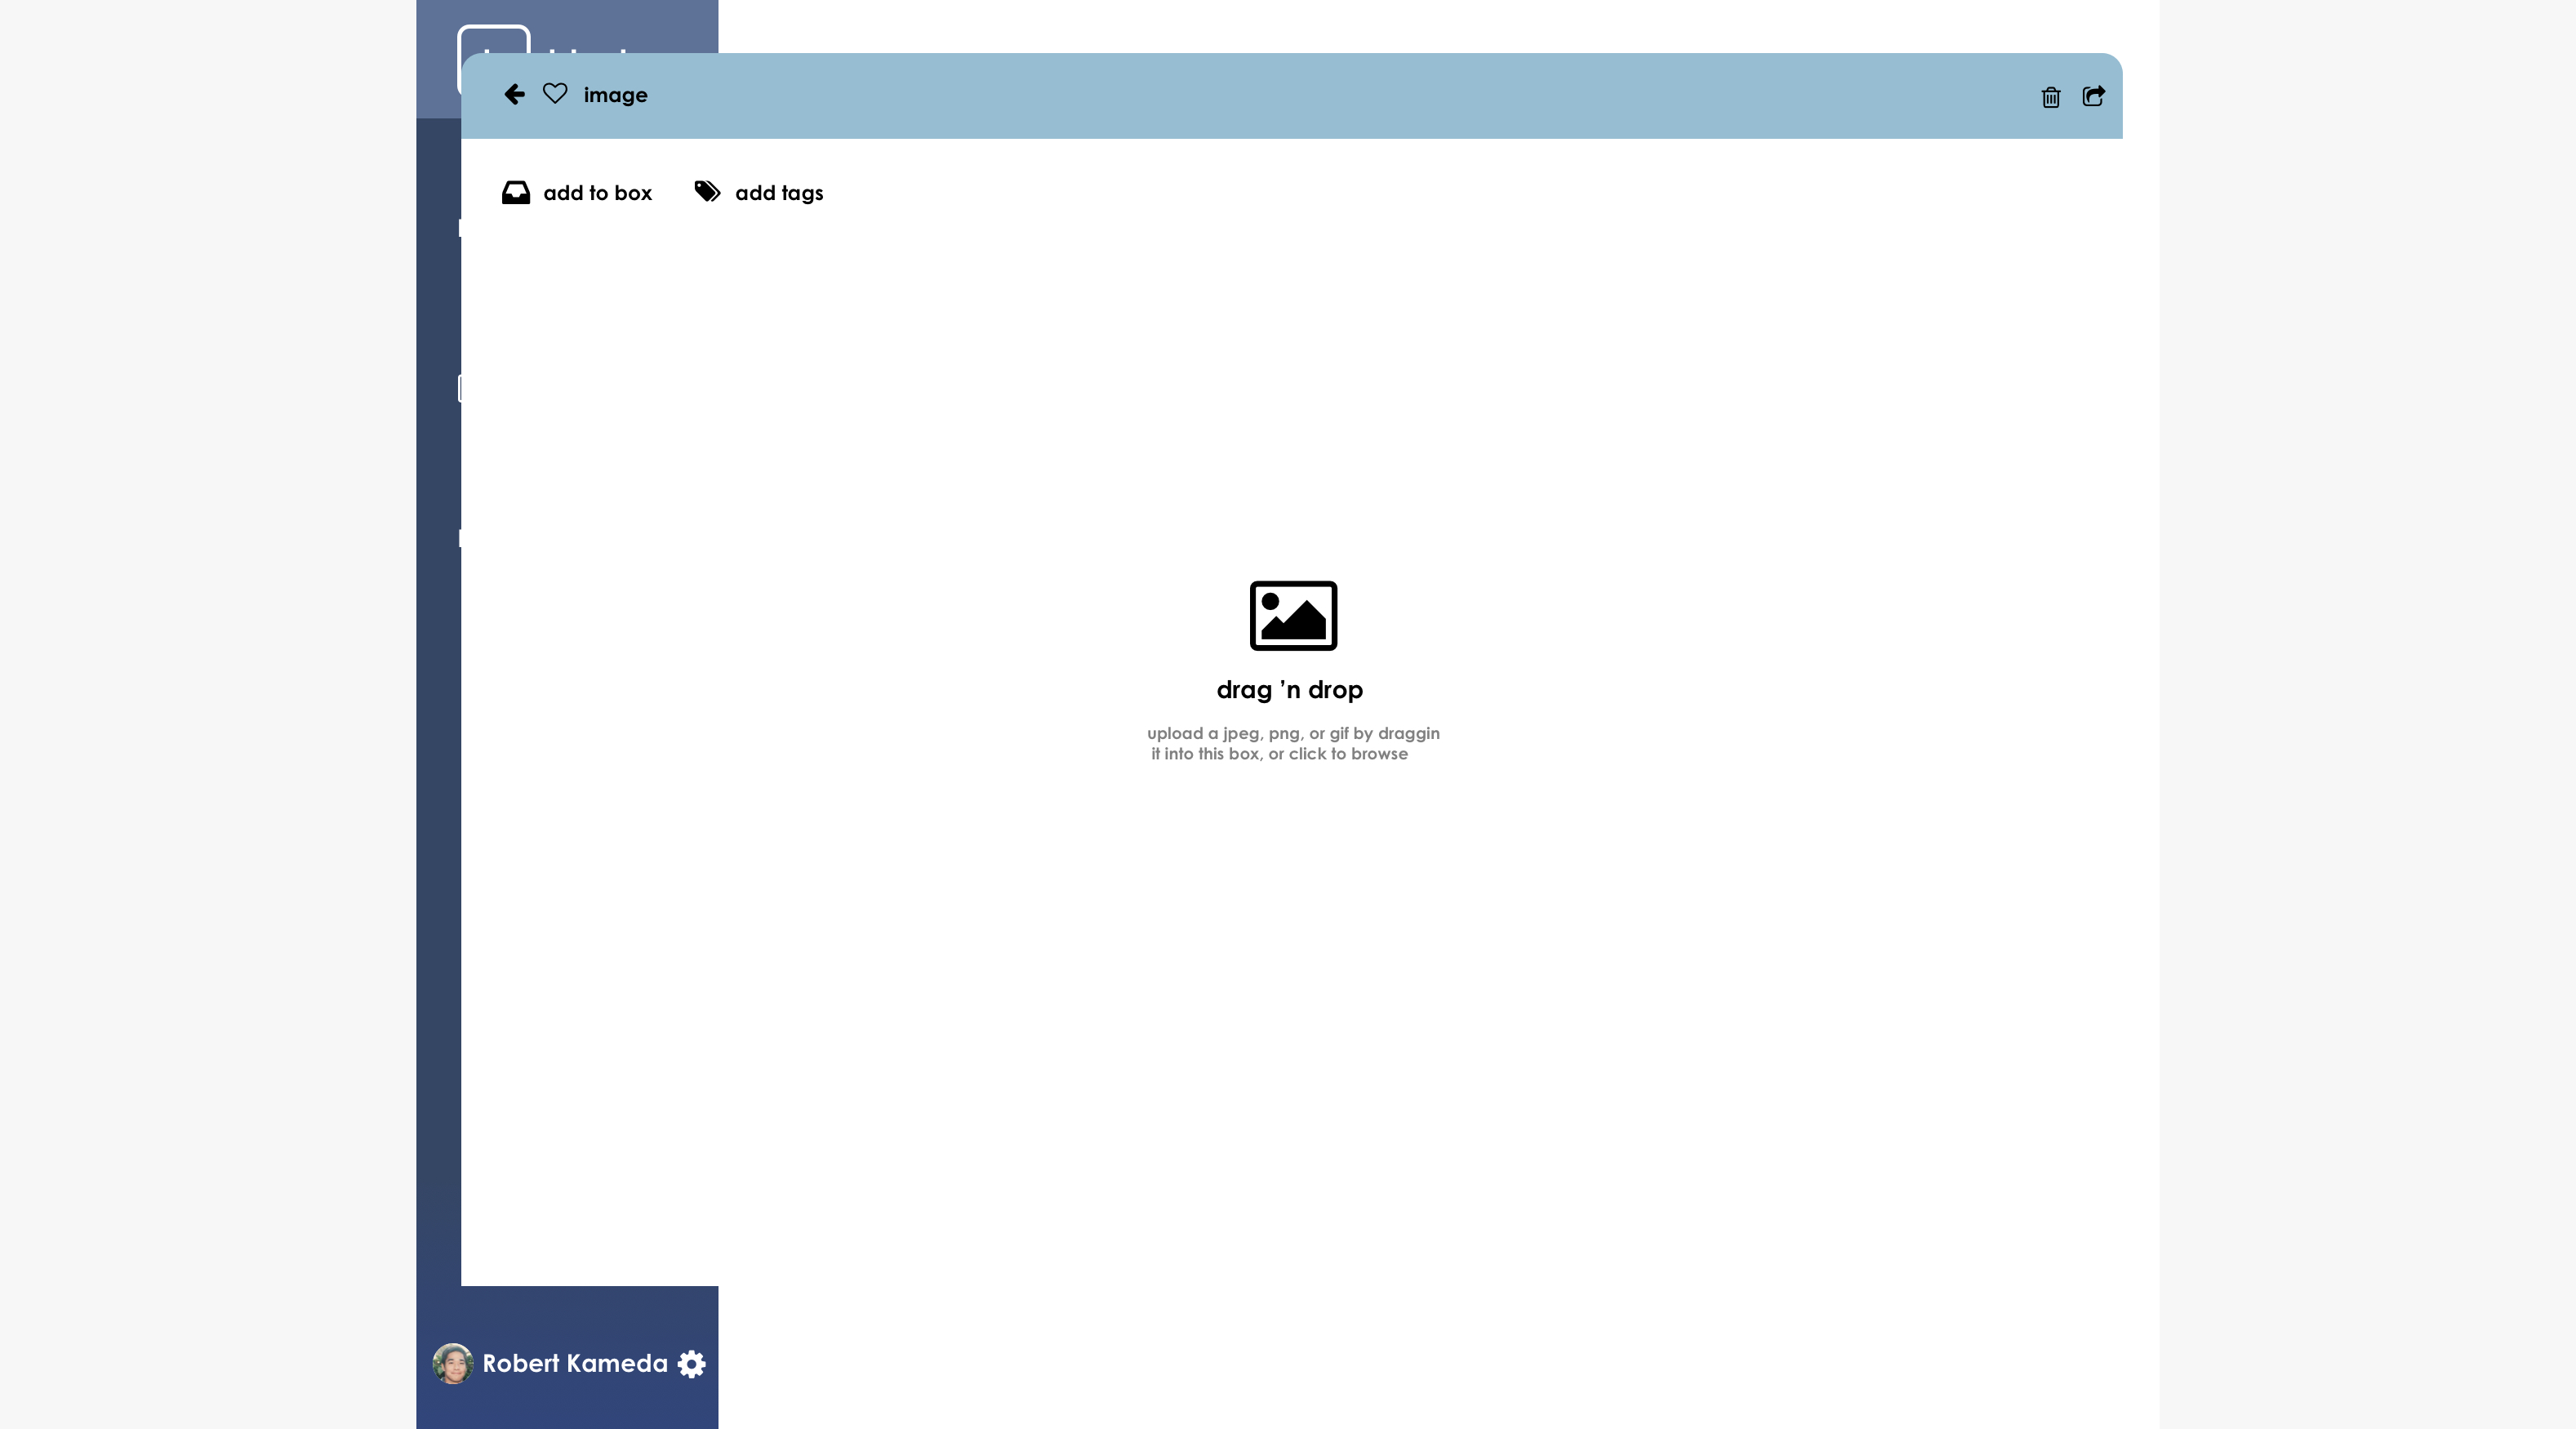 image
add to box
add tags
drag ’n drop
upload a jpeg, png, or gif by draggin
it into this box, or click to browse
Robert Kameda